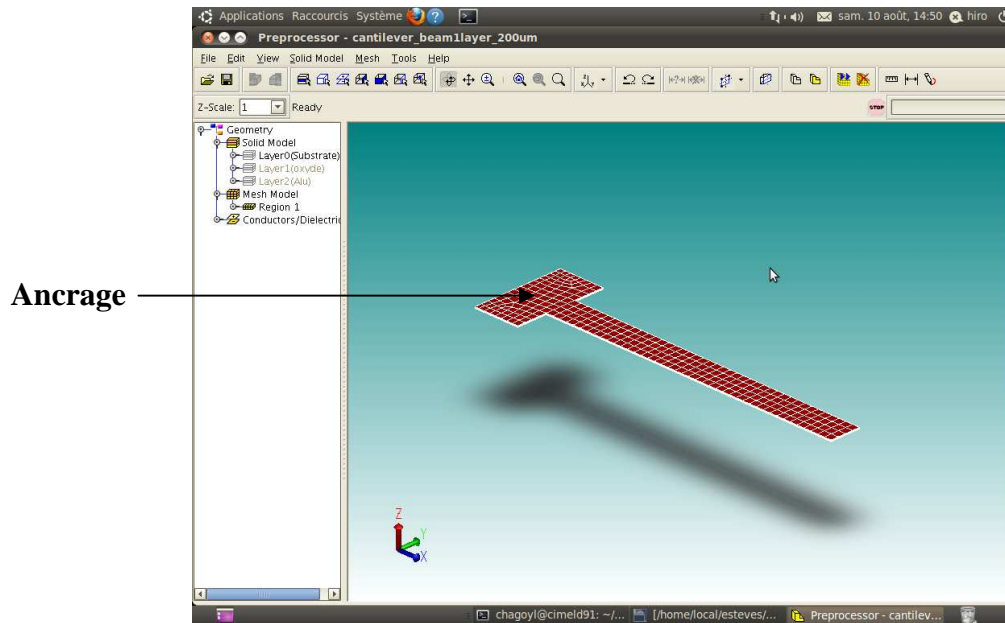 Applications Raccourcis Système
sam. 10 août, 14:50 hiro
Preprocessor - cantilever_beam1layer_200um
File Edit View Solid Model Mesh Tools Help
Z-Scale: 1 Ready
STOP
Geometry
Solid Model
Layer0(Substrate)
Layer1(oxyde)
Layer2(Alu)
Mesh Model
Region 1
Conductors/Dielectri
Ancrage
Z
Y
X
chagoyl@cimeld91: ~/... [/home/local/esteves/... Preprocessor - cantilev...